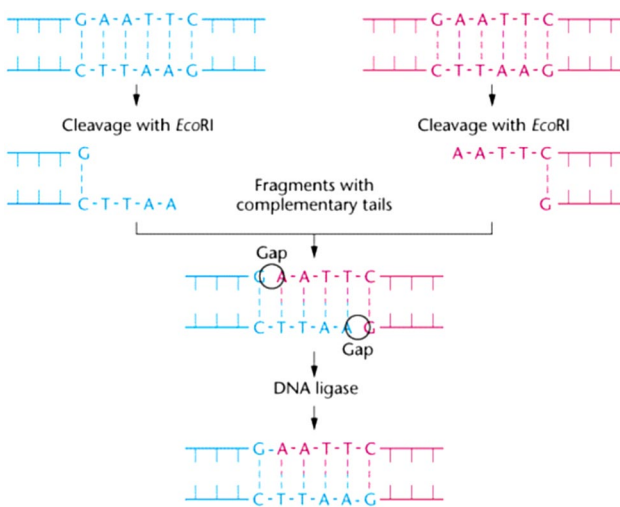 G-A-A-T-T-C
C-T-T-A-A-G
G-A-A-T-T-C
C-T-T-A-A-G
Cleavage with EcoRI
Cleavage with EcoRI
G
C-T-T-A-A
A-A-T-T-C
G
Fragments with
complementary tails
Gap
G A-A-T-T-C
C-T-T-A-A G
Gap
DNA ligase
G-A-A-T-T-C
C-T-T-A-A-G